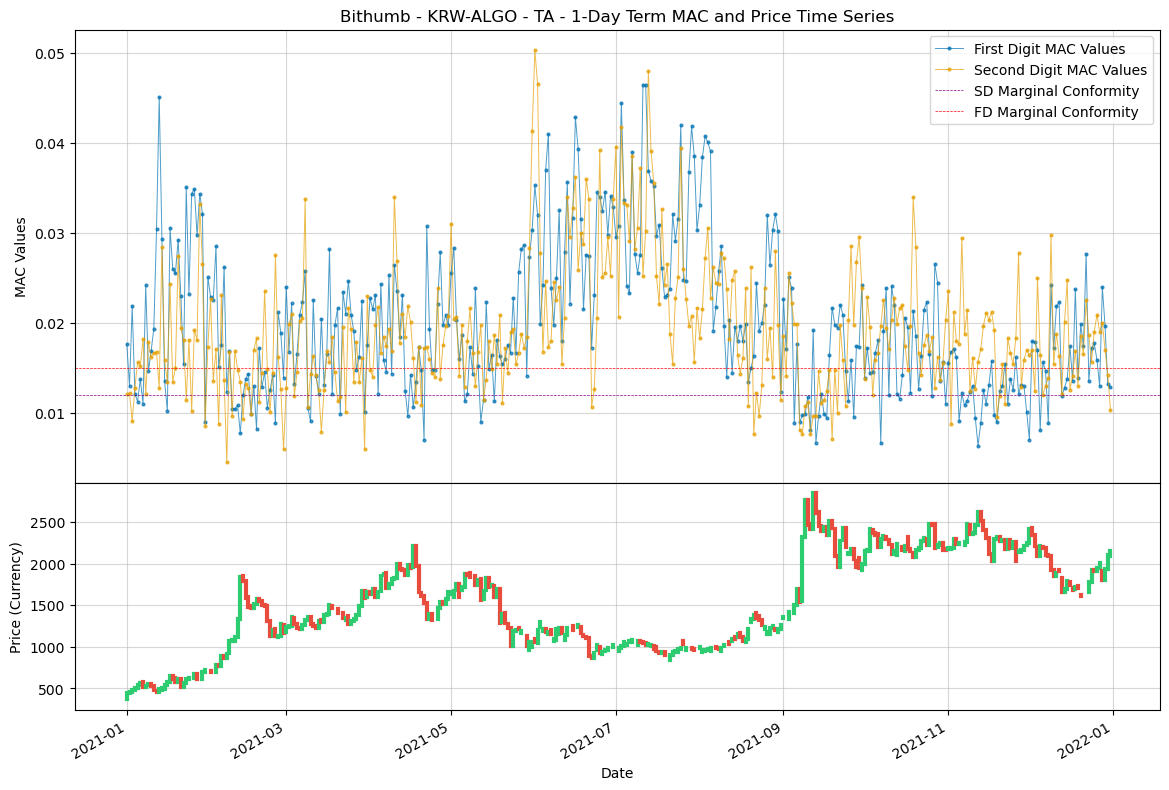 Bithumb - KRW-ALGO - TA - 1-Day Term MAC and Price Time Series
First Digit MAC Values
Second Digit MAC Values
SD Marginal Conformity
FD Marginal Conformity
MAC Values
0.05
0.04
0.03
0.02
0.01
Price (Currency)
2500
2000
1500
1000
500
2021-01
2021-03
2021-05
2021-07
2021-09
2021-11
2022-01
Date